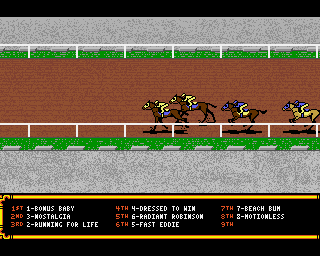 1ST 1-BONUS BABY 4TH 4-DRESSED TO WIN 7TH 7-BEACH BUM
2ND 3-NOSTALGIA 5TH 6-RADIANT ROBINSON 8TH 8-MOTIONLESS
3RD 2-RUNNING FOR LIFE 6TH 5-FAST EDDIE 9TH